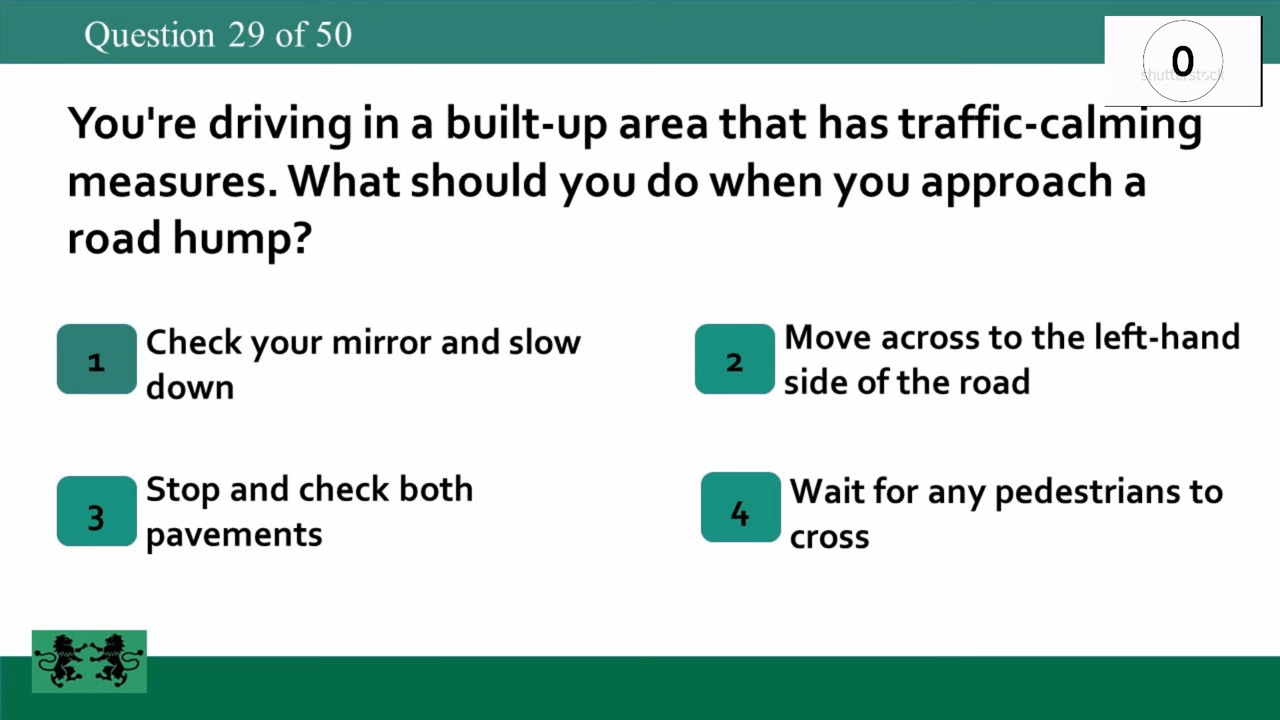 Question 29 of 50
0
shutterstock
You're driving in a built-up area that has traffic-calming
measures. What should you do when you approach a
road hump?
1
Check your mirror and slow
down
2
Move across to the left-hand
side of the road
3
Stop and check both
pavements
4
Wait for any pedestrians to
cross